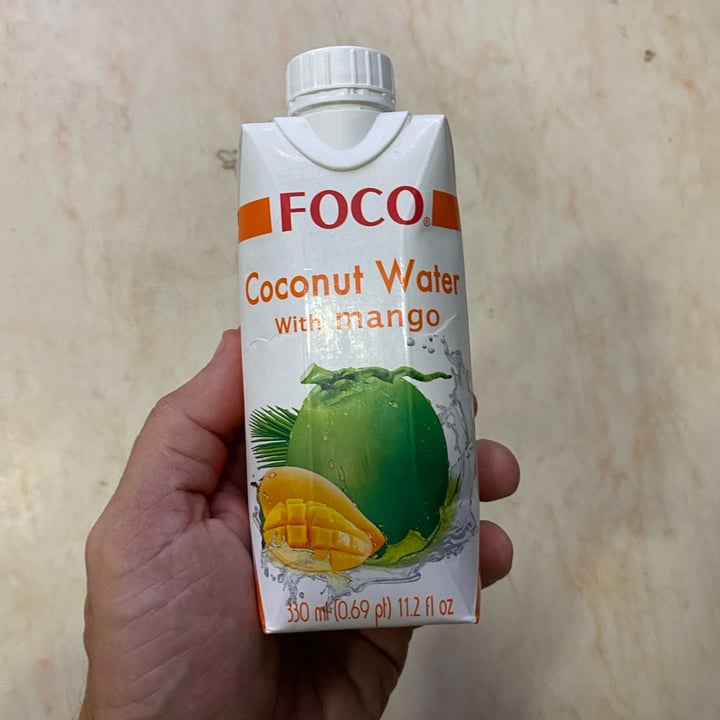 FOCO®
Coconut Water
With mango
330 ml (0.69 pt) 11.2 fl oz